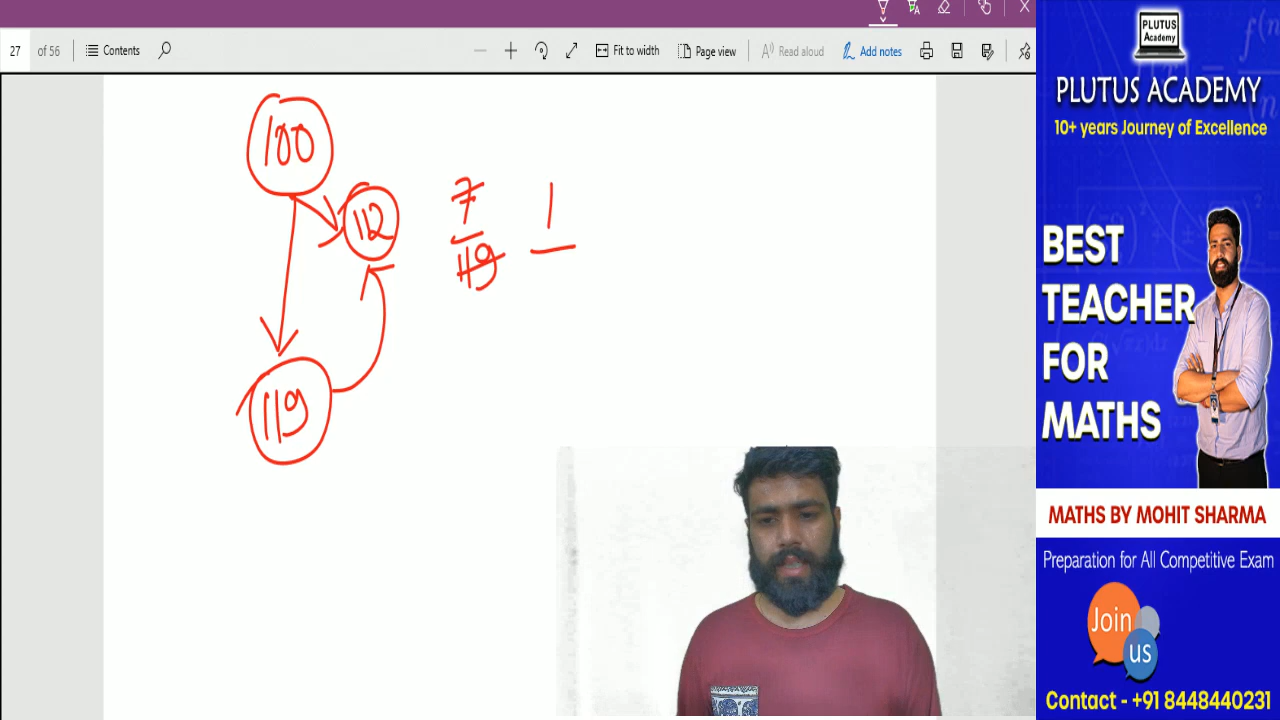 27 of 56 Contents Fit to width Page view Read aloud Add notes
100
112
7
119
1
119
PLUTUS
Academy
PLUTUS ACADEMY
10+ years Journey of Excellence
BEST
TEACHER
FOR
MATHS
MATHS BY MOHIT SHARMA
Preparation for All Competitive Exam
Join
us
Contact - +91 8448440231